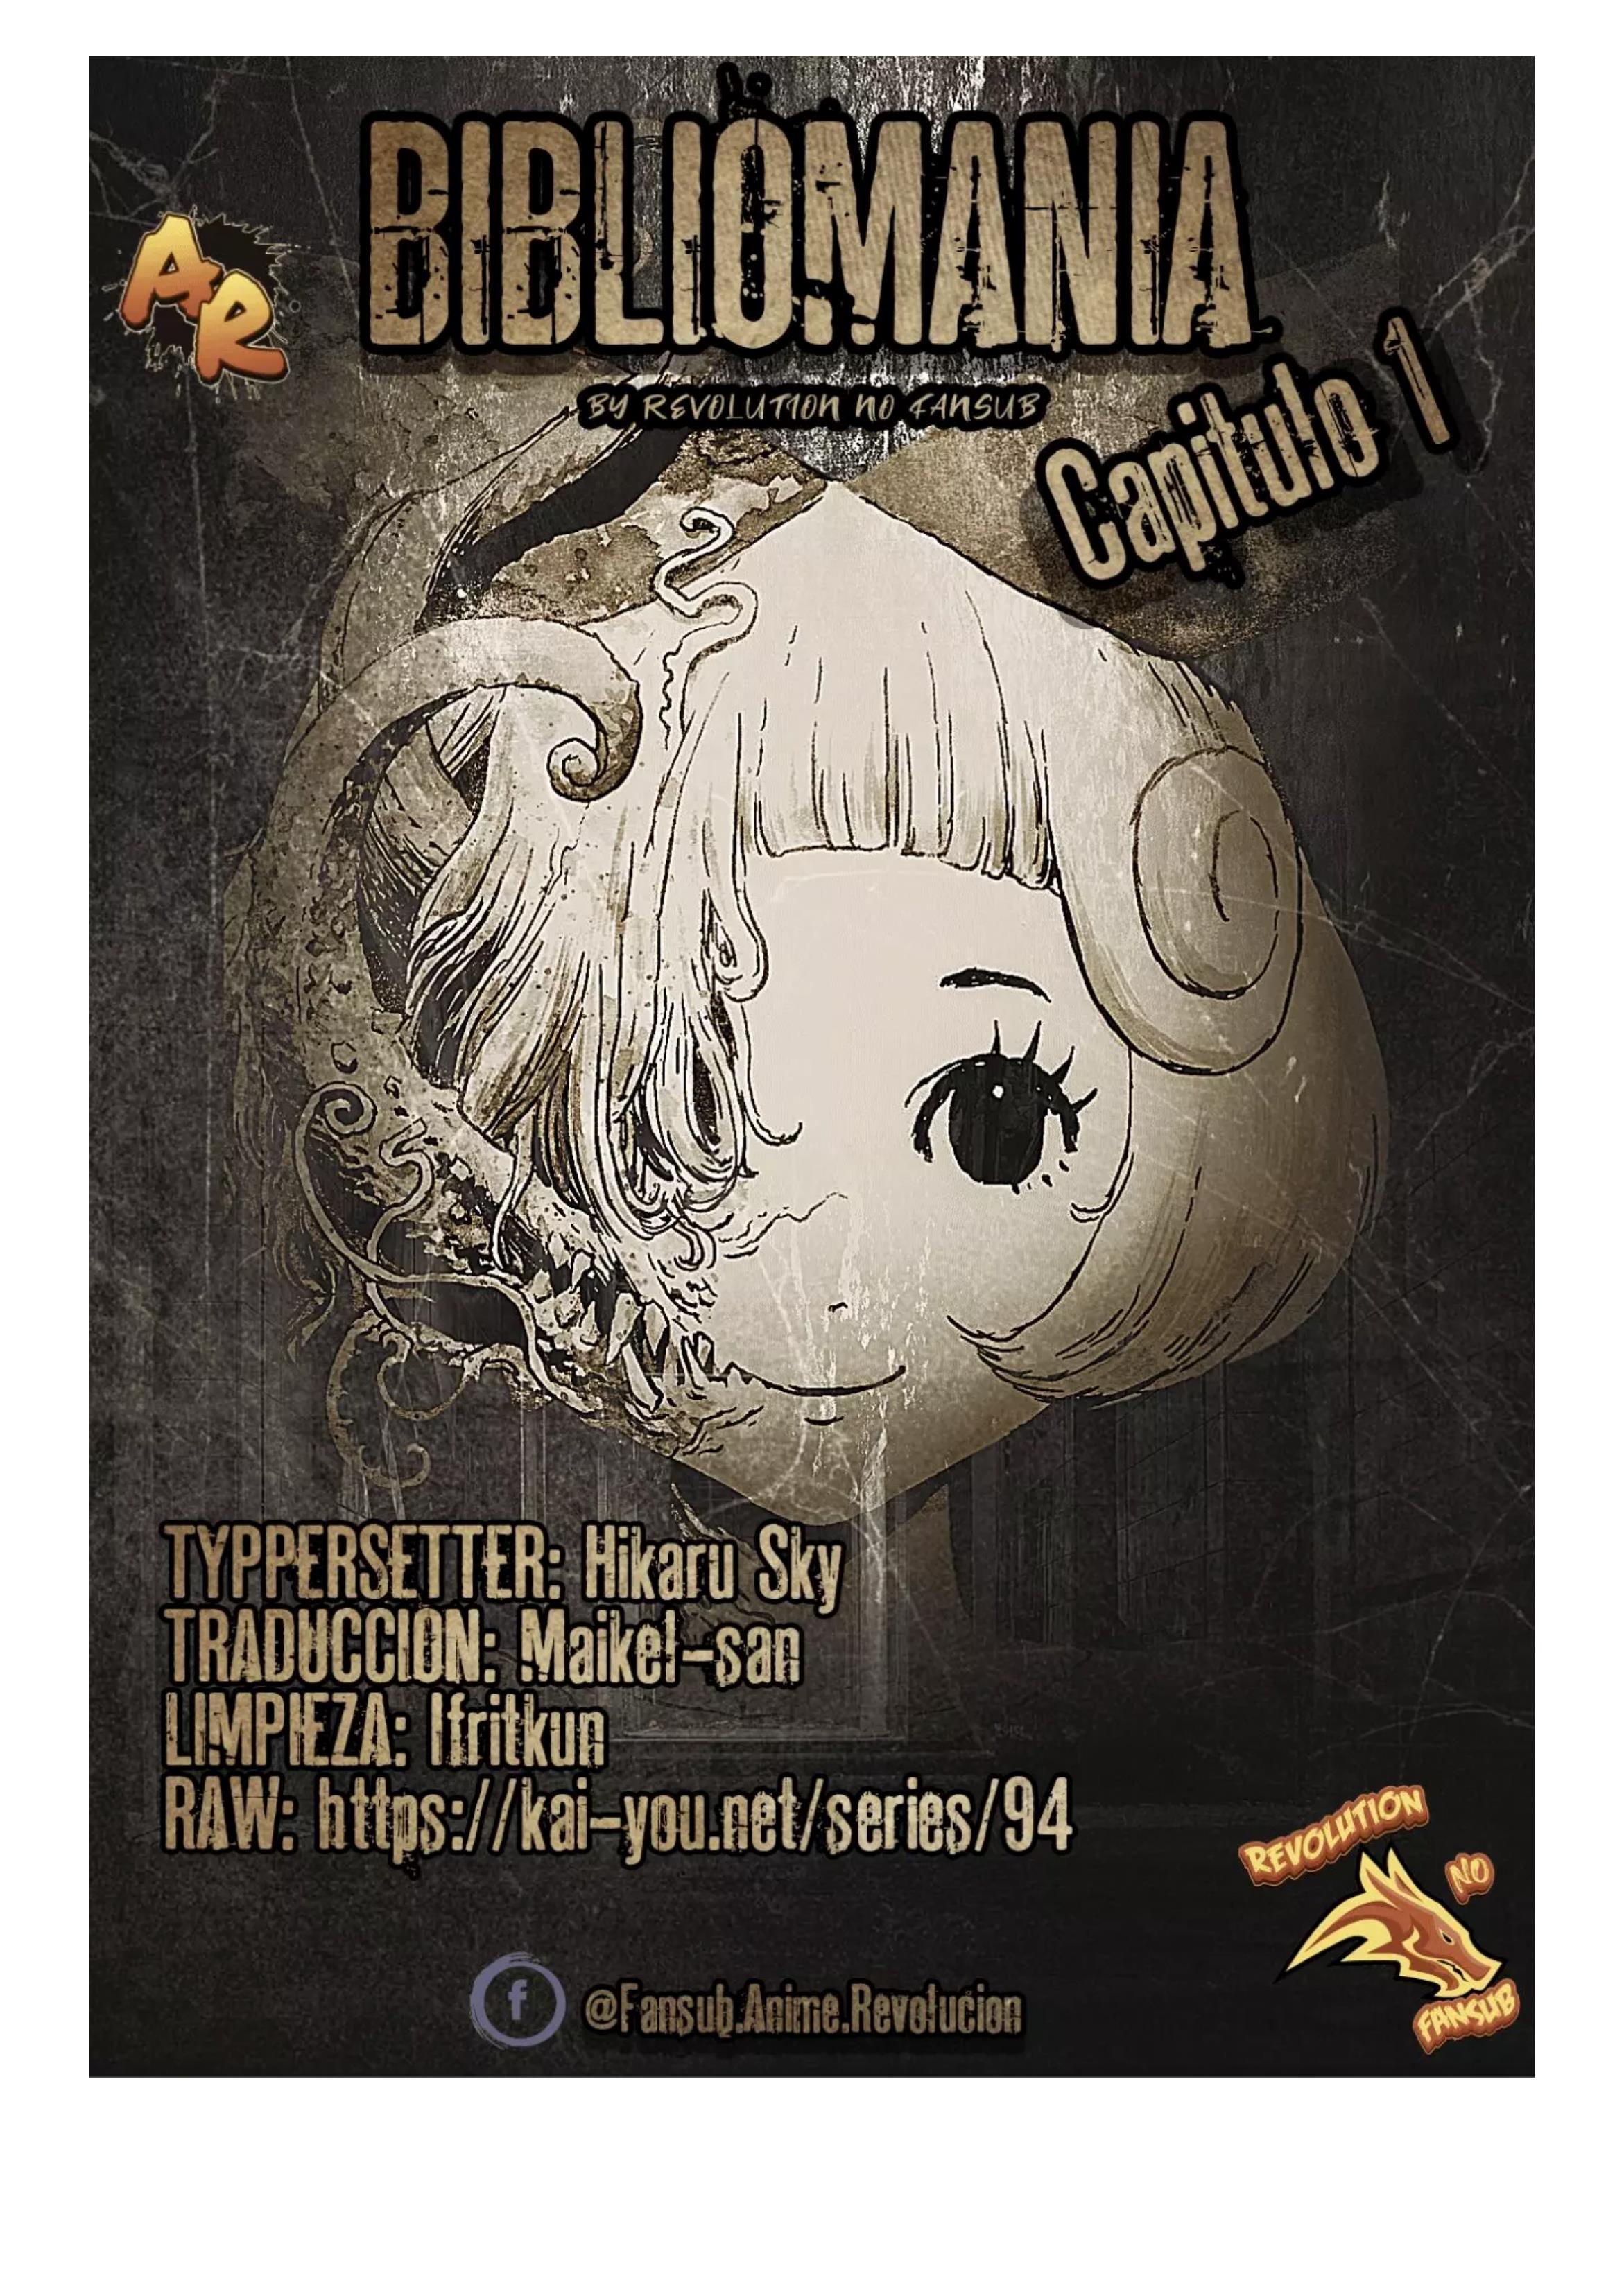 BIBLIOMANIA
AR
BY REVOLUTION NO FANSUB
Capitulo 1
TYPPERSETTER: Hikaru Sky
TRADUCCION: Maikel-san
LIMPIEZA: Ifritkun
RAW: https://kai-you.net/series/94
REVOLUTION
NO
FANSUB
f @Fansub.Anime.Revolucion